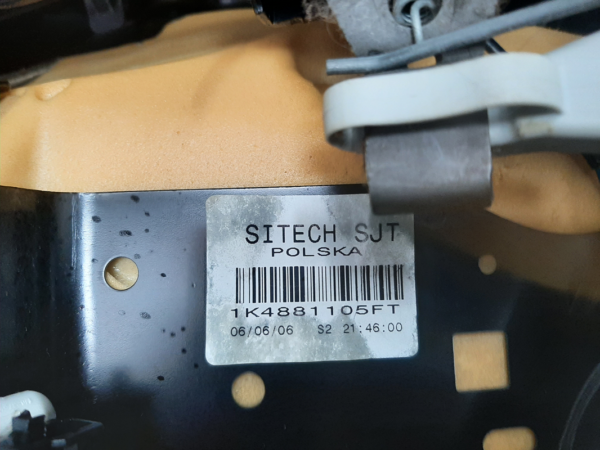 SITECH SJT
POLSKA
1K4881105FT
06/06/06 S2 21:46:00